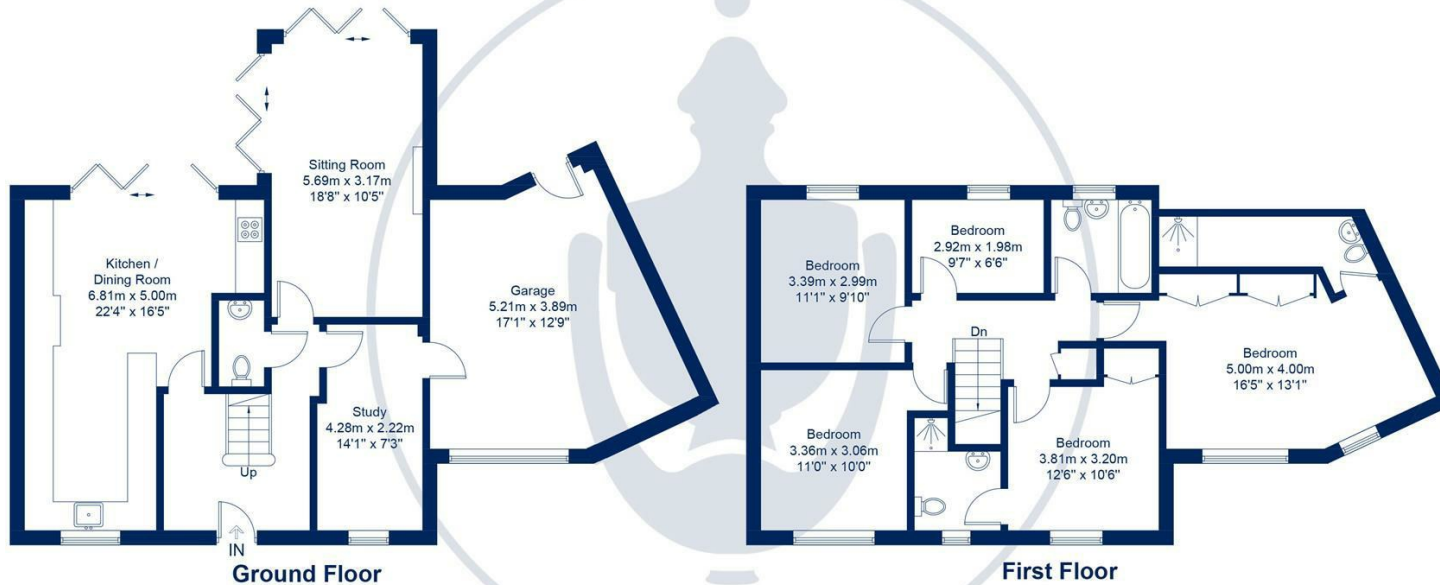 Sitting Room
5.69m x 3.17m
18'8" x 10'5"
Kitchen /
Dining Room
6.81m x 5.00m
22'4" x 16'5"
Garage
5.21m x 3.89m
17'1" x 12'9"
Study
4.28m x 2.22m
14'1" x 7'3"
Up
IN
Ground Floor
Bedroom
2.92m x 1.98m
9'7" x 6'6"
Bedroom
3.39m x 2.99m
11'1" x 9'10"
Dn
Bedroom
5.00m x 4.00m
16'5" x 13'1"
Bedroom
3.36m x 3.06m
11'0" x 10'0"
Bedroom
3.81m x 3.20m
12'6" x 10'6"
First Floor